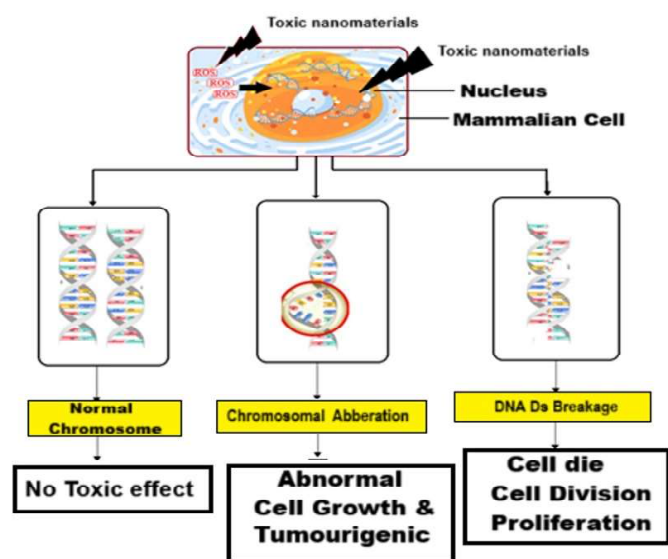 Toxic nanomaterials
Toxic nanomaterials
ROS
ROS
ROS
Nucleus
Mammalian Cell
Normal
Chromosome
Chromosomal Abberation
DNA Ds Breakage
No Toxic effect
Abnormal
Cell Growth &
Tumourigenic
Cell die
Cell Division
Proliferation